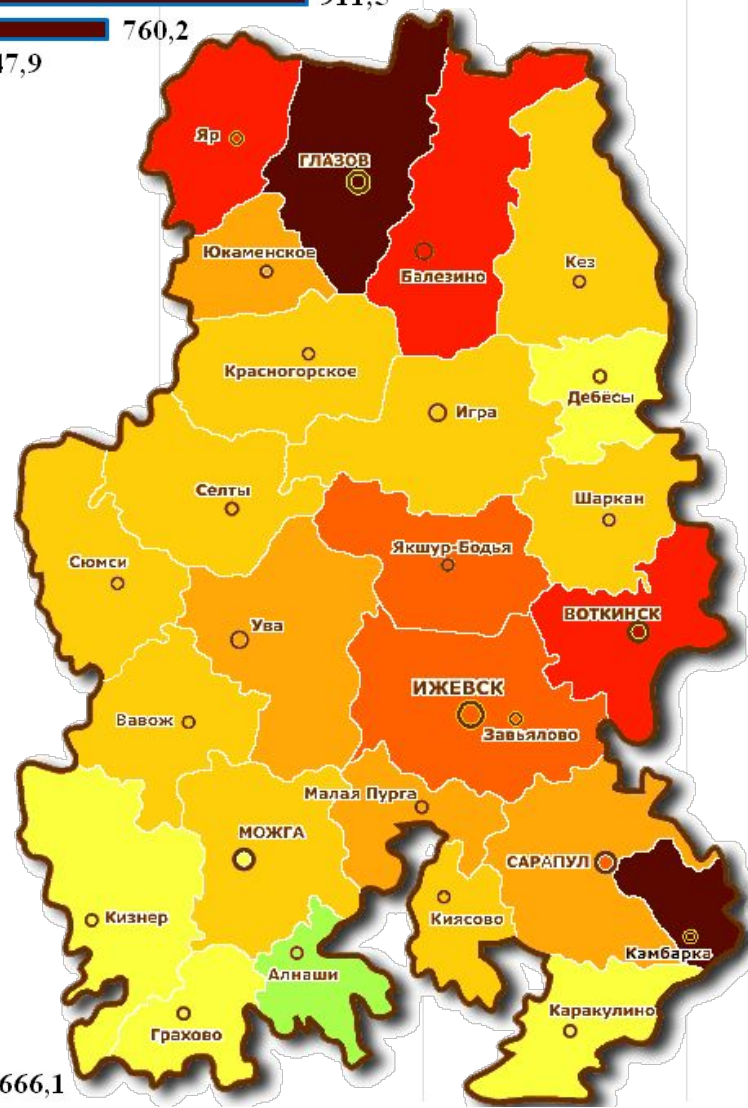 760,2
Яр
ГЛАЗОВ
Юкаменское
Балезино
Кез
Красногорское
Дебёсы
Игра
Селты
Шаркан
Якшур-Бодья
Сюмси
ВОТКИНСК
Ува
ИЖЕВСК
Вавож
Завьялово
Малая Пурга
МОЖГА
САРАПУЛ
Кизнер
Киясово
Кэмбарка
Алнаши
Каракулино
Грахово
666,1